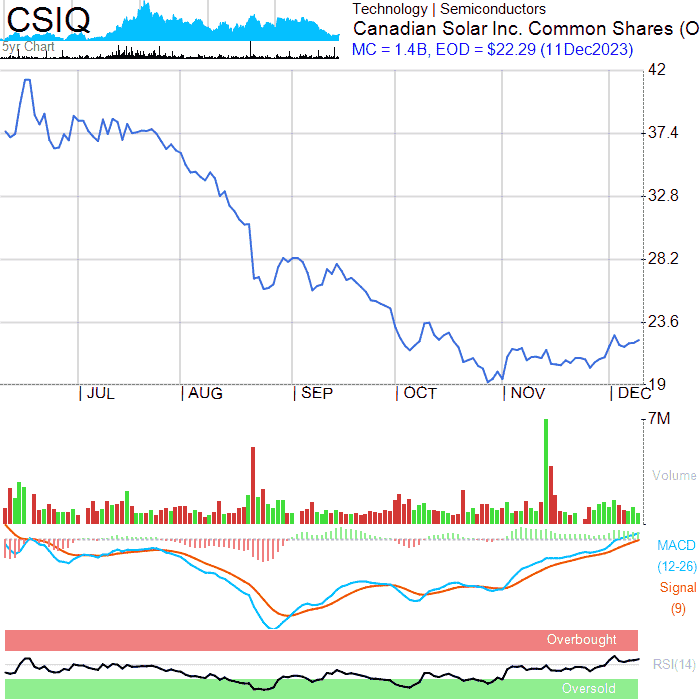 CSIQ
5yr Chart
Technology | Semiconductors
Canadian Solar Inc. Common Shares (O
MC = 1.4B, EOD = $22.29 (11Dec2023)
42
37.4
32.8
28.2
23.6
19
JUL AUG SEP OCT NOV DEC
7M
Volume
MACD
(12-26)
Signal
(9)
Overbought
RSI(14)
Oversold